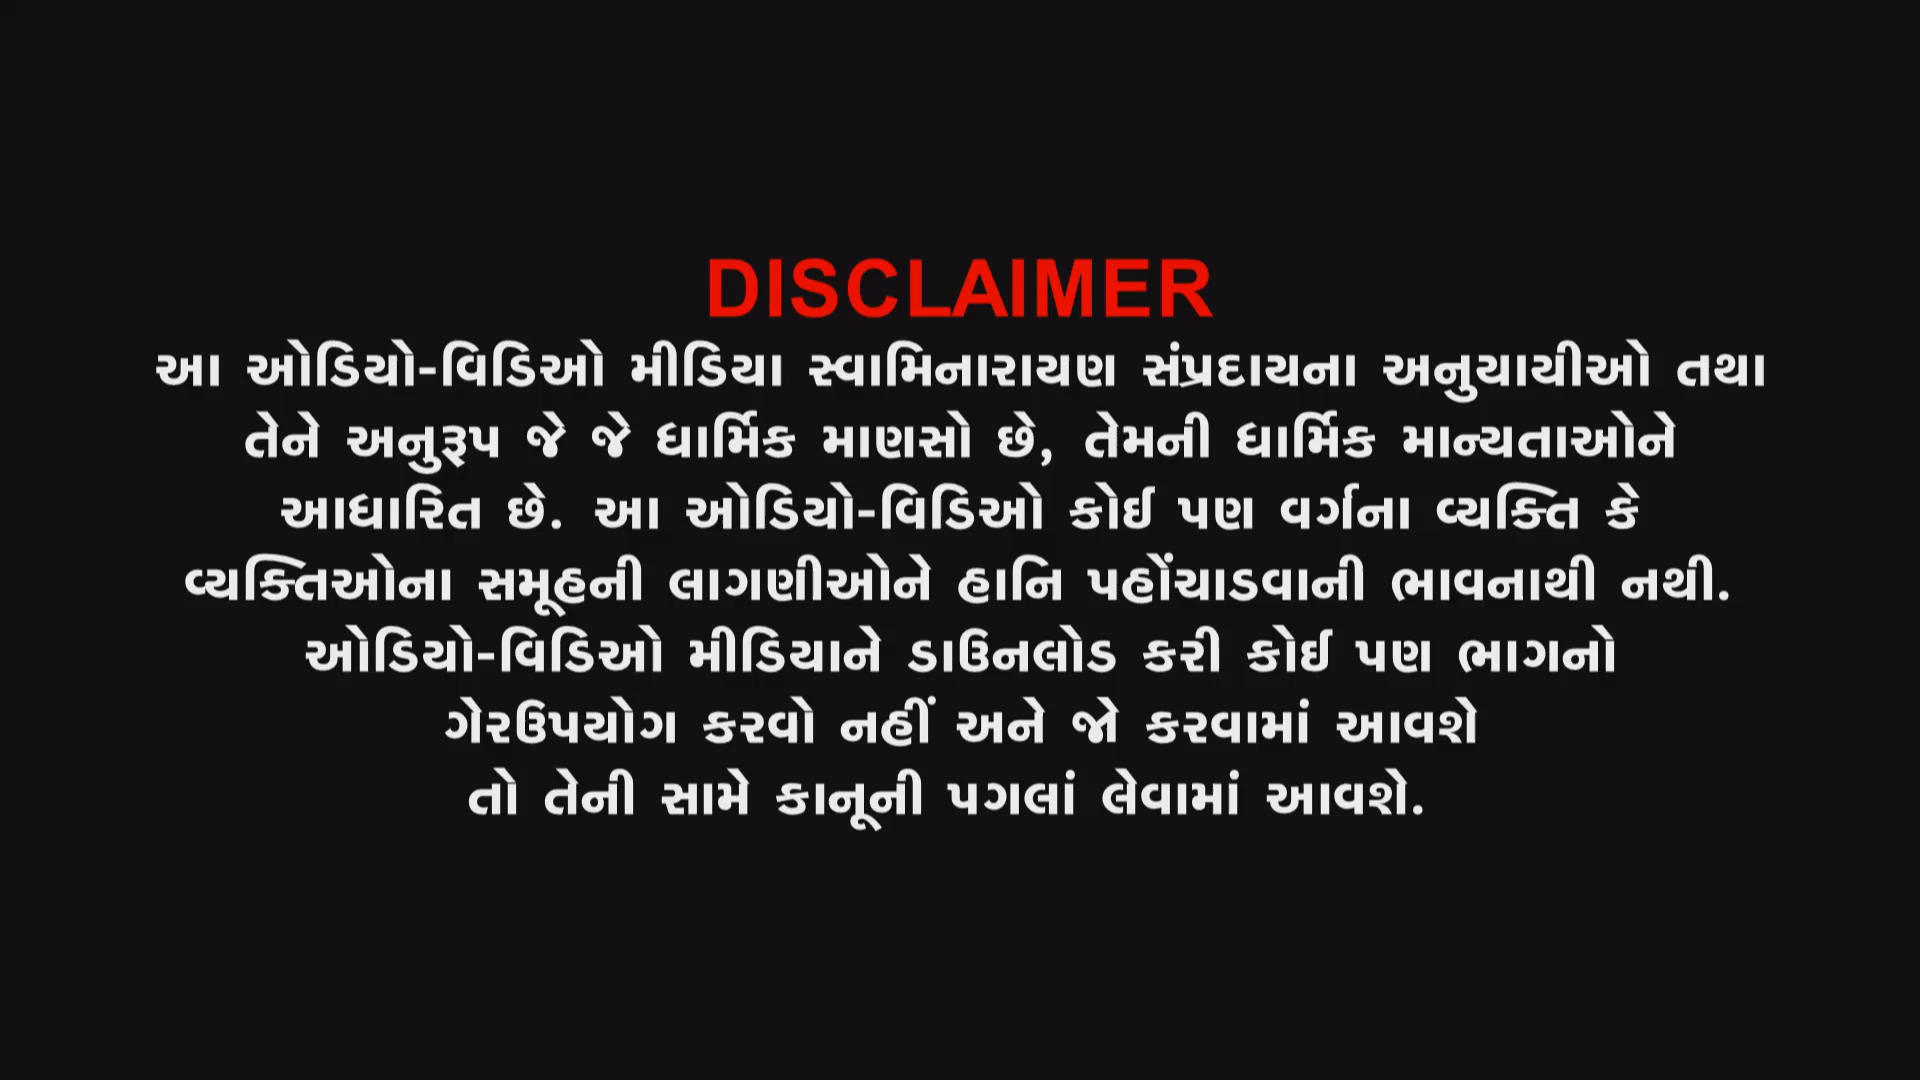 DISCLAIMER
આ ઓડિયો-વિડિઓ મીડિયા સ્વામિનારાયણ સંપ્રદાયના અનુયાયીઓ તથા
તેને અનુરૂપ જે જે ધાર્મિક માણસો છે, તેમની ધાર્મિક માન્યતાઓને
આધારિત છે. આ ઓડિયો-વિડિઓ કોઈ પણ વર્ગના વ્યક્તિ કે
વ્યક્તિઓના સમૂહની લાગણીઓને હાનિ પહોંચાડવાની ભાવનાથી નથી.
ઓડિયો-વિડિઓ મીડિયાને ડાઉનલોડ કરી કોઈ પણ ભાગનો
ગેરઉપયોગ કરવો નહીં અને જો કરવામાં આવશે
તો તેની સામે કાનૂની પગલાં લેવામાં આવશે.